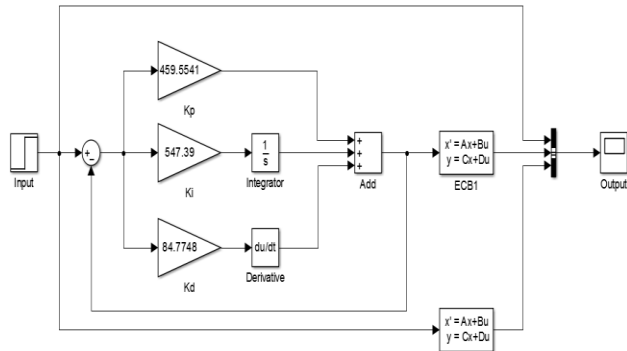 459.5541
Kp
Input
+
−
547.39
Ki
1
s
Integrator
+
+
+
Add
x' = Ax+Bu
y = Cx+Du
ECB1
Output
84.7748
Kd
du/dt
Derivative
x' = Ax+Bu
y = Cx+Du